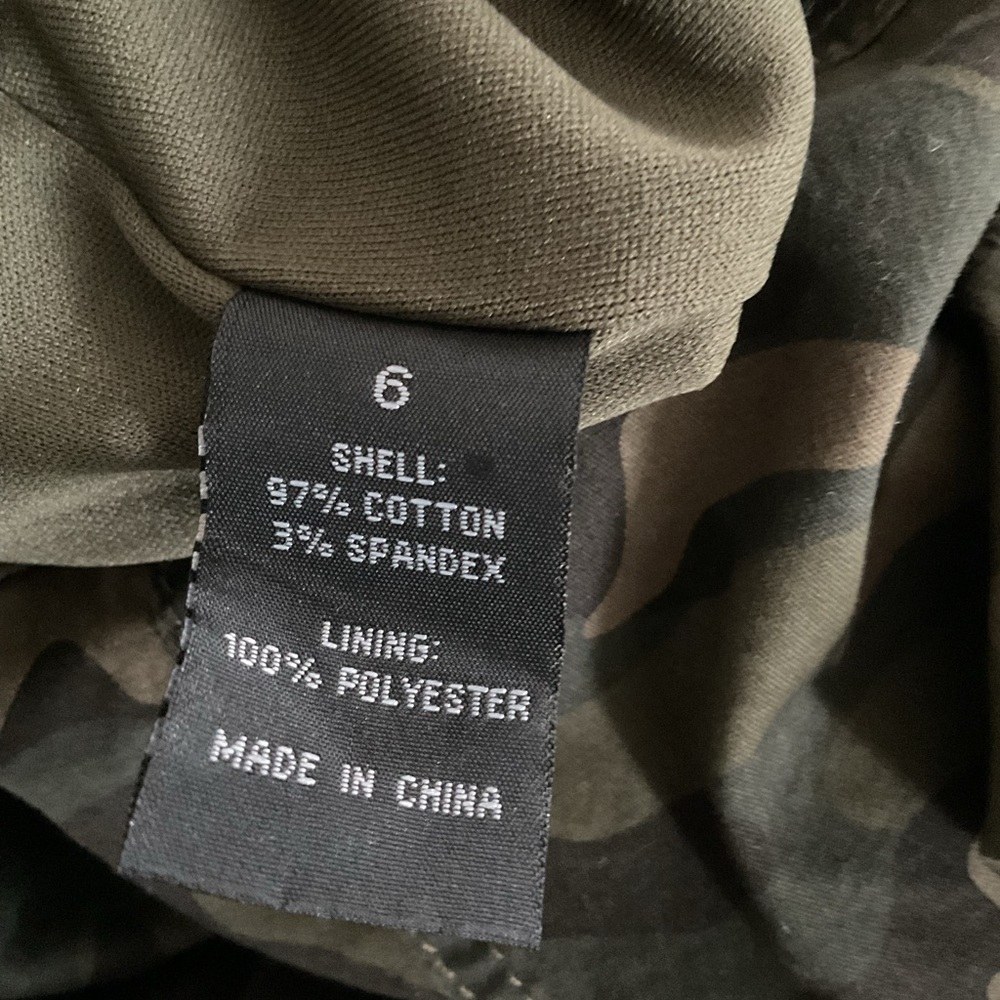 6
SHELL:
97% COTTON
3% SPANDEX
LINING:
100% POLYESTER
MADE IN CHINA